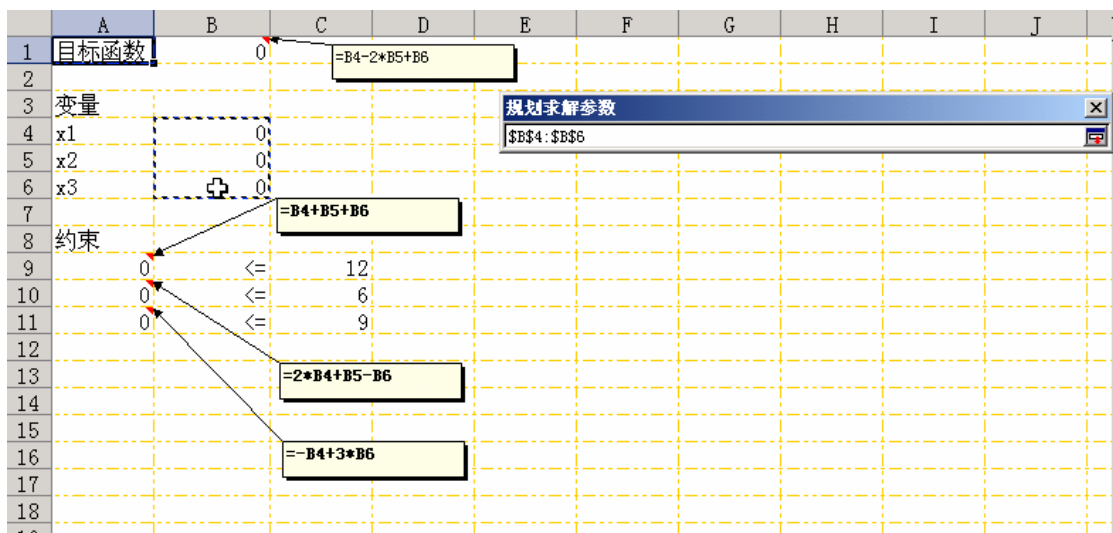 A B C D E F G H I J
1 目标函数 0 =B4-2*B5+B6
2
3 变量 规划求解参数
4 x1 0 $B$4:$B$6
5 x2 0
6 x3 0
7 =B4+B5+B6
8 约束
9 0 <= 12
10 0 <= 6
11 0 <= 9
12
13 =2*B4+B5-B6
14
15
16 =-B4+3*B6
17
18